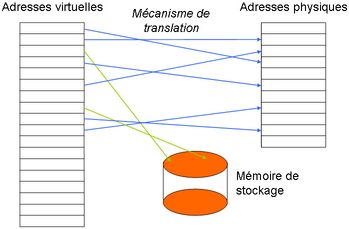 Adresses virtuelles
Mécanisme de
translation
Adresses physiques
Mémoire de
stockage